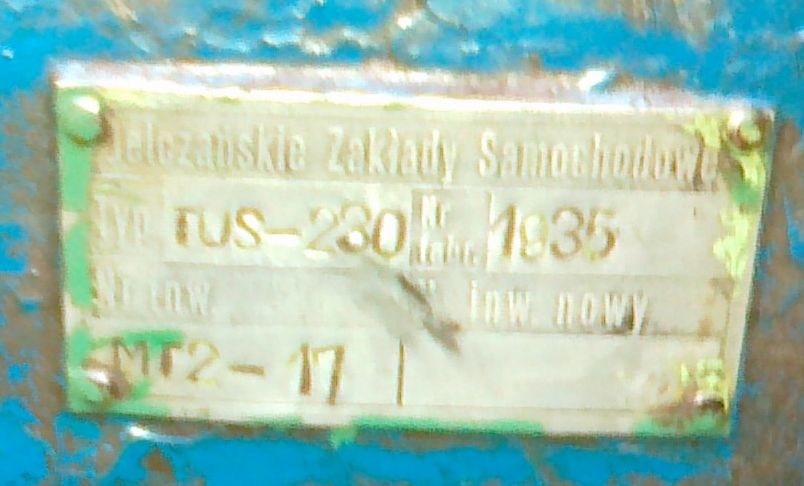 Jelczańskie Zakłady Samochodowe
Typ TUS-230 Nr fabr. 1935
Nr inw. inw. nowy
MT2-17